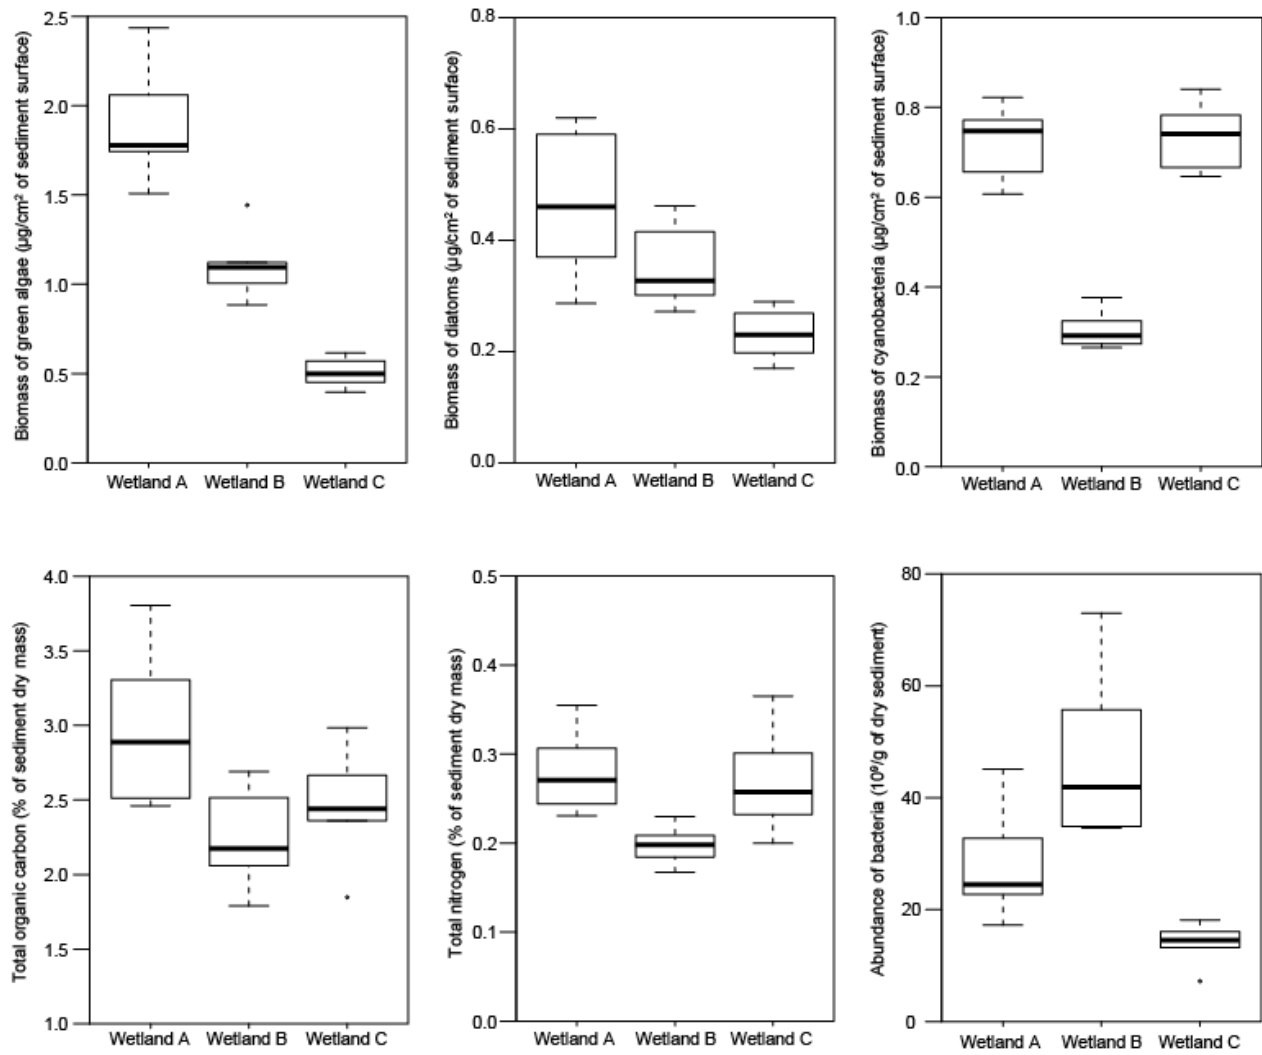 Biomass of green algae (µg/cm² of sediment surface)
2.5
2.0
1.5
1.0
0.5
0.0
Wetland A Wetland B Wetland C
Biomass of diatoms (µg/cm² of sediment surface)
0.8
0.6
0.4
0.2
0.0
Wetland A Wetland B Wetland C
Biomass of cyanobacteria (µg/cm² of sediment surface)
1.0
0.8
0.6
0.4
0.2
0.0
Wetland A Wetland B Wetland C
Total organic carbon (% of sediment dry mass)
4.0
3.5
3.0
2.5
2.0
1.5
1.0
Wetland A Wetland B Wetland C
Total nitrogen (% of sediment dry mass)
0.5
0.4
0.3
0.2
0.1
0.0
Wetland A Wetland B Wetland C
Abundance of bacteria (10⁹/g of dry sediment)
80
60
40
20
0
Wetland A Wetland B Wetland C